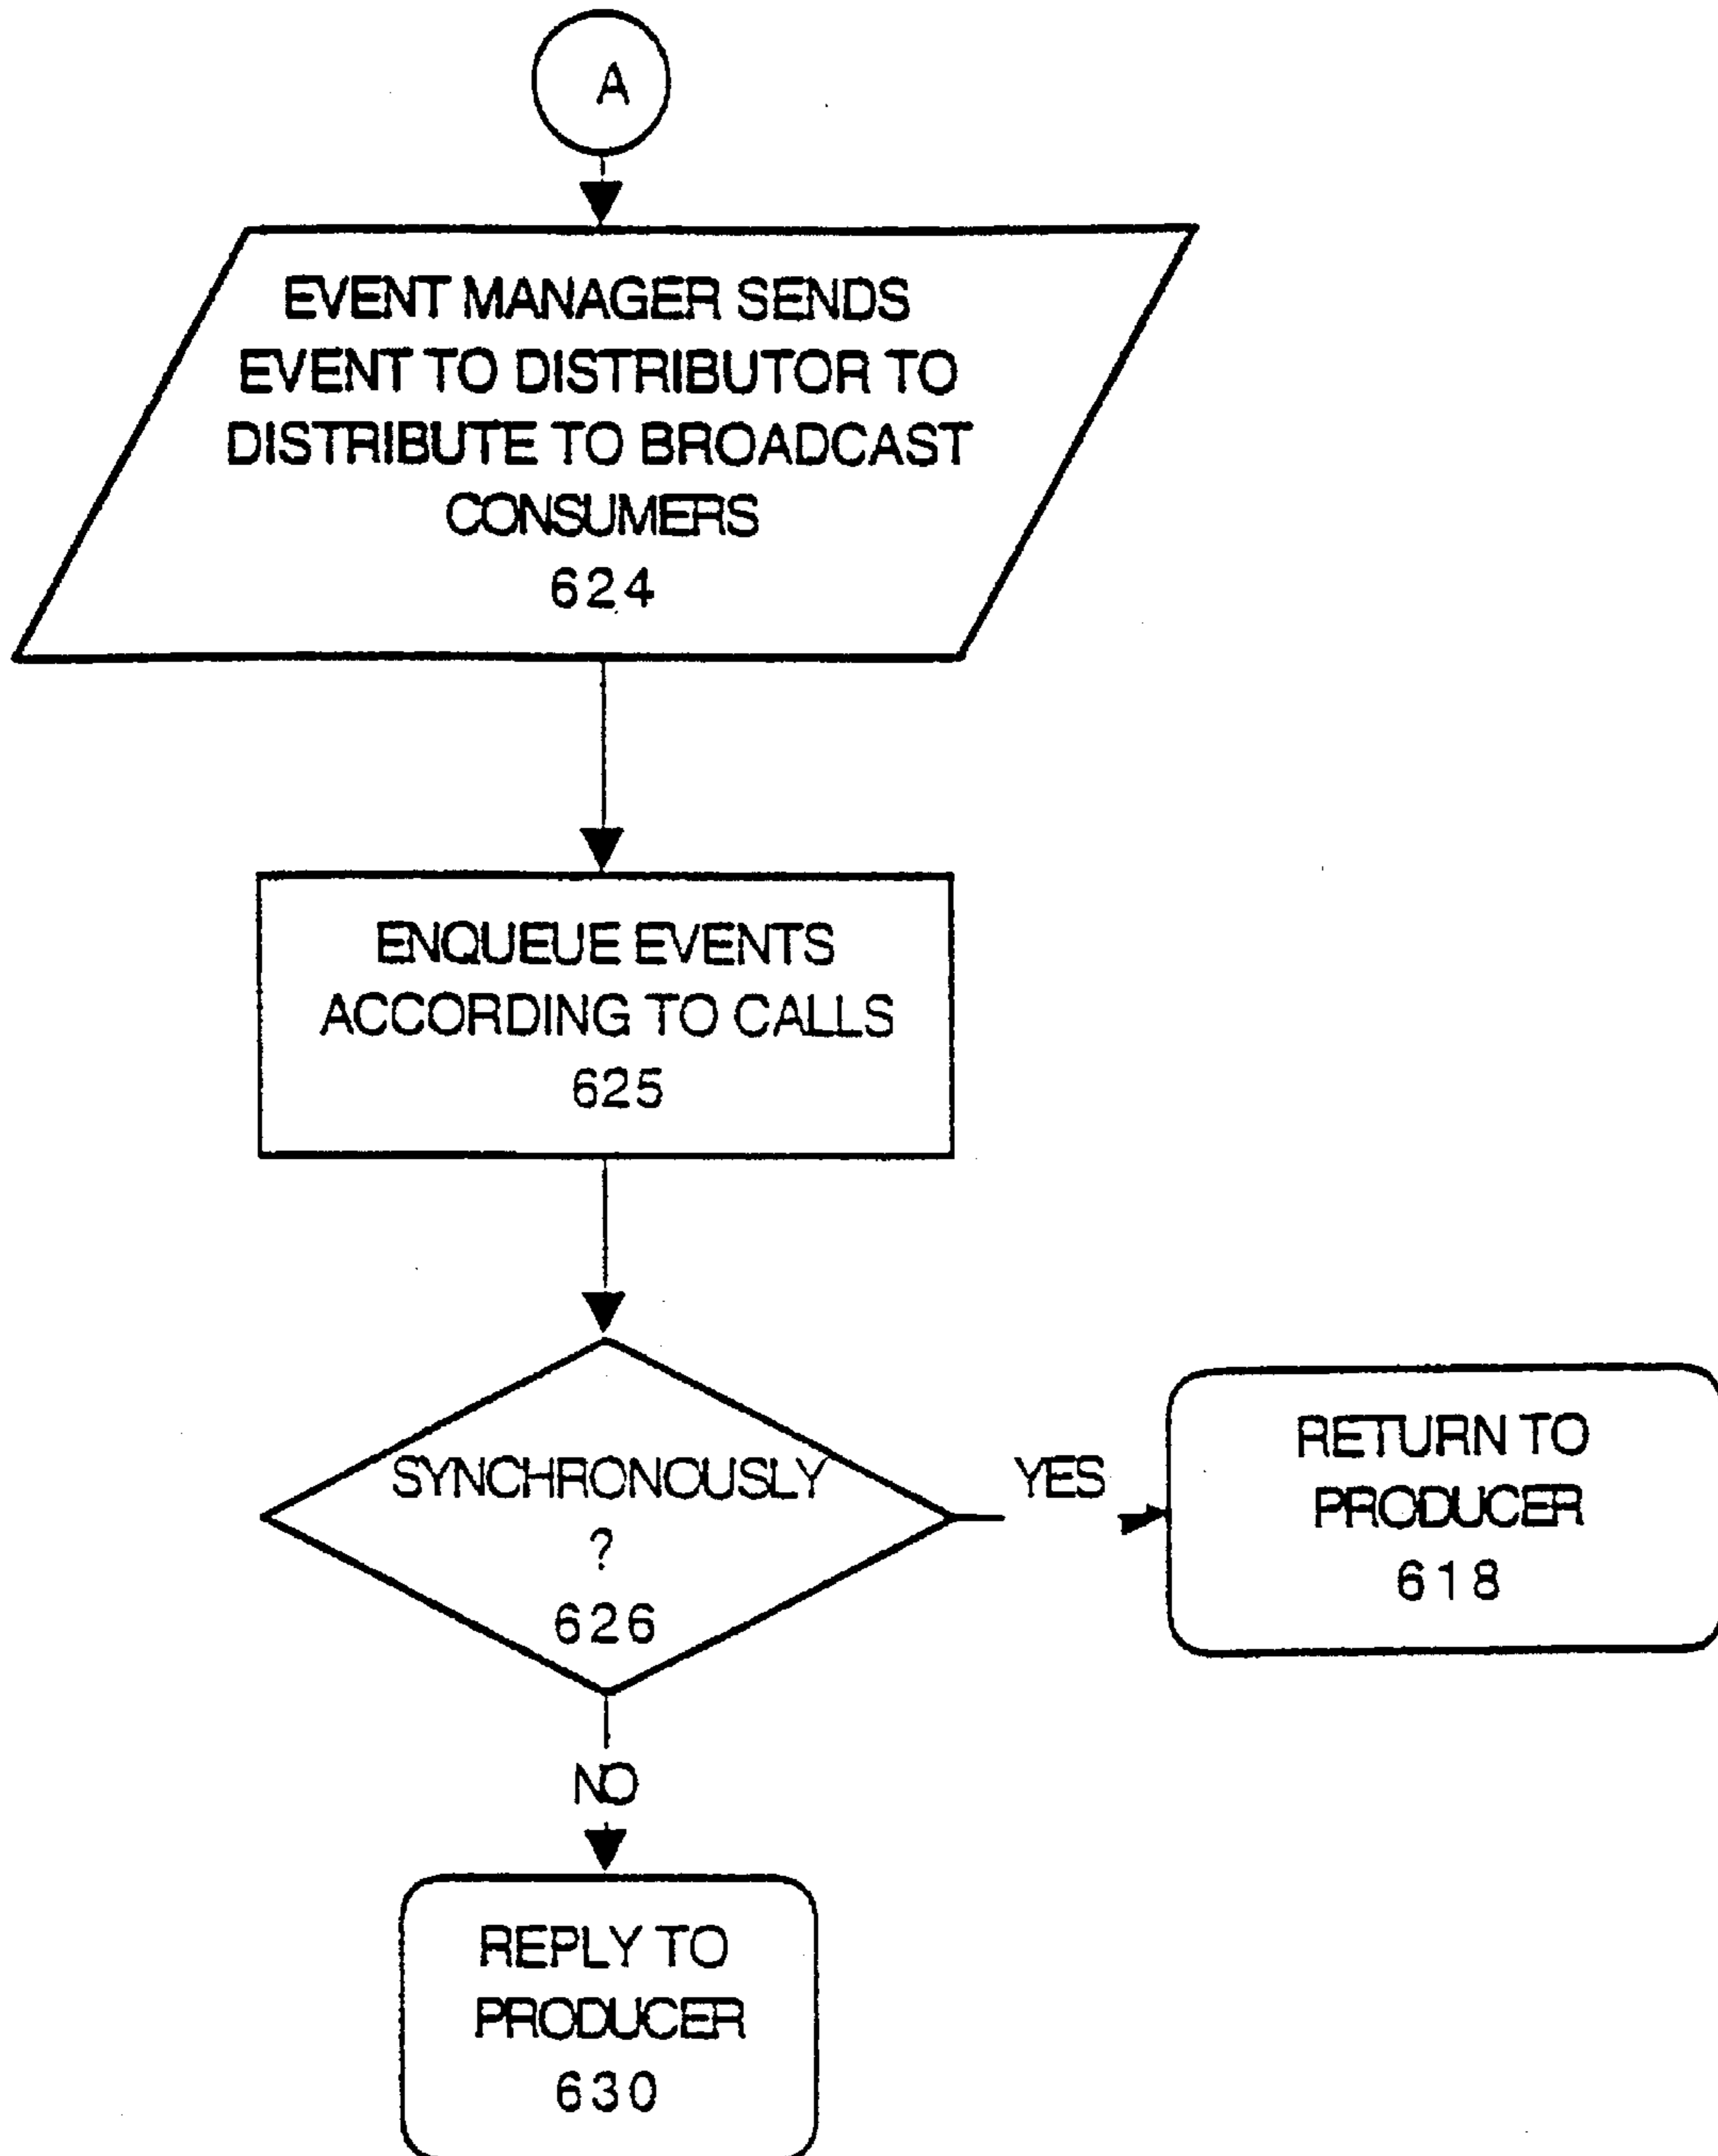 A
EVENT MANAGER SENDS
EVENT TO DISTRIBUTOR TO
DISTRIBUTE TO BROADCAST
CONSUMERS
624
ENQUEUE EVENTS
ACCORDING TO CALLS
625
SYNCHRONOUSLY
?
626
YES
RETURN TO
PRODUCER
618
NO
REPLY TO
PRODUCER
630